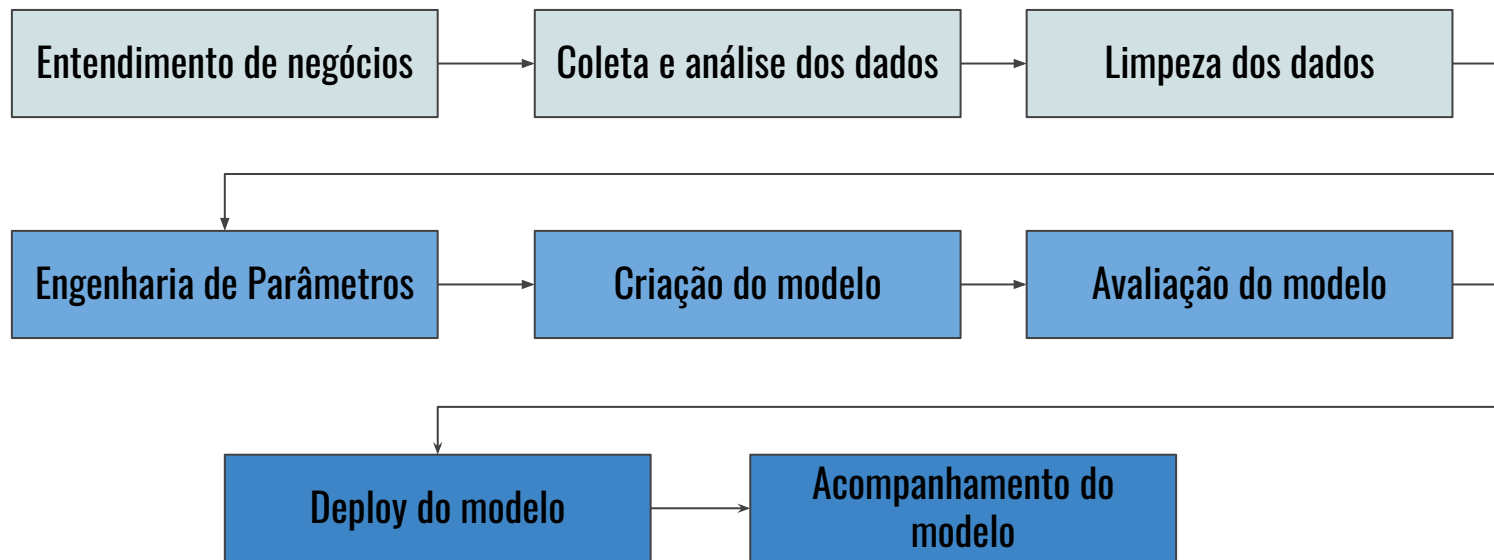 Entendimento de negócios
Coleta e análise dos dados
Limpeza dos dados
Engenharia de Parâmetros
Criação do modelo
Avaliação do modelo
Deploy do modelo
Acompanhamento do
modelo